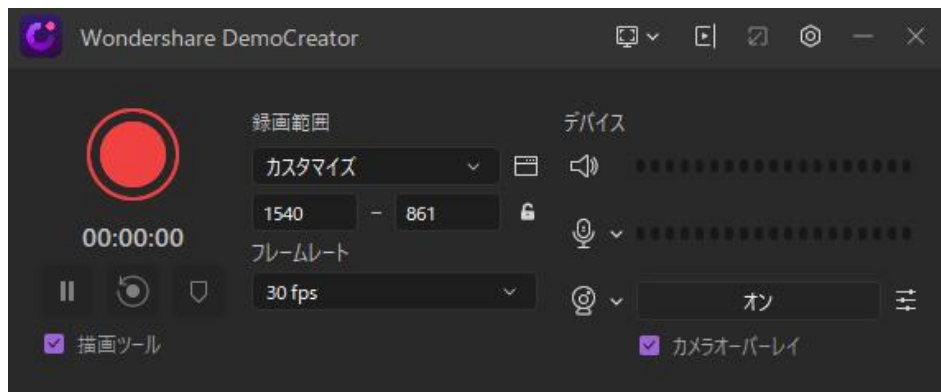 Wondershare DemoCreator
録画範囲
デバイス
カスタマイズ
1540 - 861
00:00:00
フレームレート
30 fps
オン
描画ツール
カメラオーバーレイ